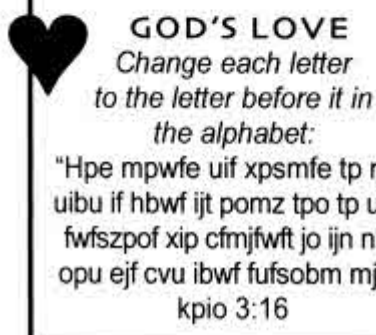 GOD'S LOVE
Change each letter
to the letter before it in
the alphabet:
"Hpe mpwfe uif xpsmfe tp
uibu if hbwf ijt pomz tpo tp
fwfszpof xip cfmjfwft jo ijn
opu ejf cvu ibwf fufsobm
kpio 3:16